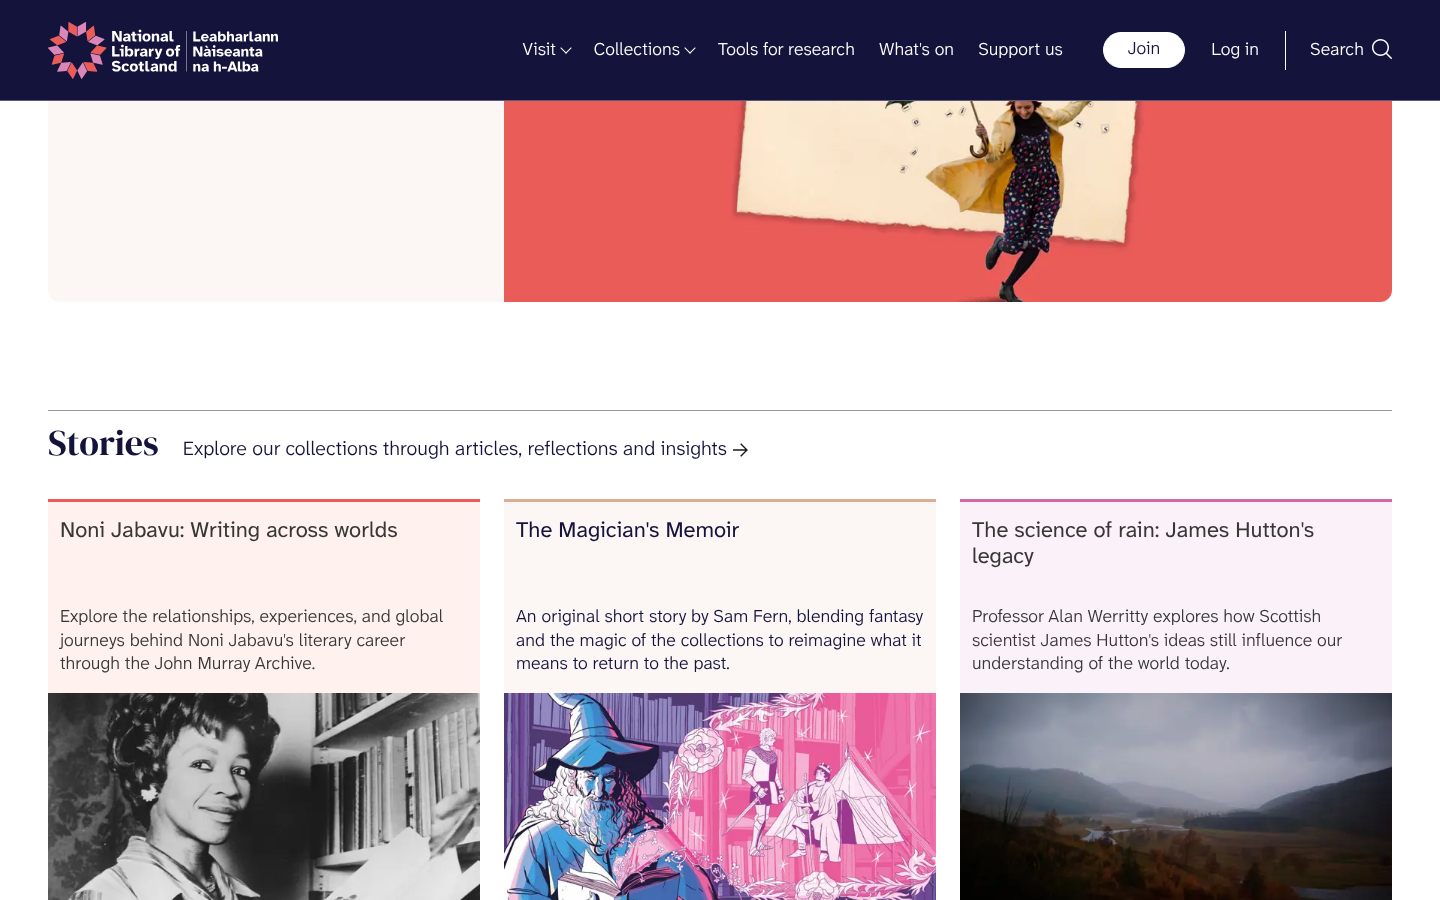 National
Library of
Scotland
Leabharlann
Nàiseanta
na h-Alba
Visit
Collections
Tools for research
What's on
Support us
Join
Log in
Search
Stories
Explore our collections through articles, reflections and insights →
Noni Jabavu: Writing across worlds
Explore the relationships, experiences, and global
journeys behind Noni Jabavu's literary career
through the John Murray Archive.
The Magician's Memoir
An original short story by Sam Fern, blending fantasy
and the magic of the collections to reimagine what it
means to return to the past.
The science of rain: James Hutton's
legacy
Professor Alan Werritty explores how Scottish
scientist James Hutton's ideas still influence our
understanding of the world today.